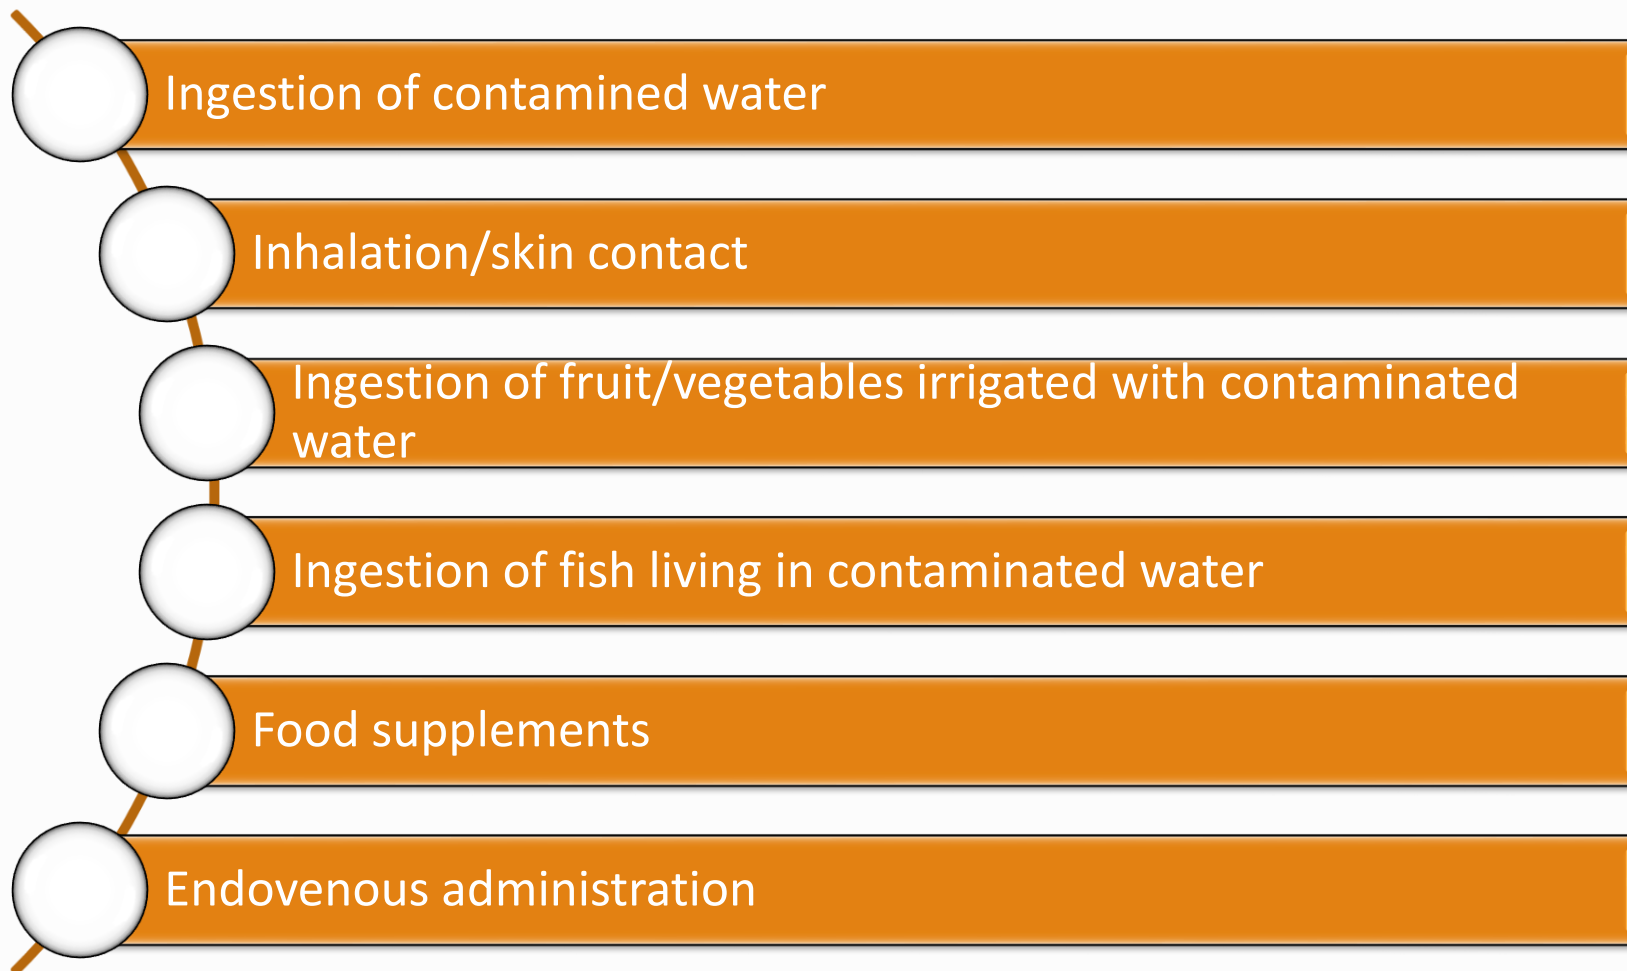 Ingestion of contamined water
Inhalation/skin contact
Ingestion of fruit/vegetables irrigated with contaminated
water
Ingestion of fish living in contaminated water
Food supplements
Endovenous administration